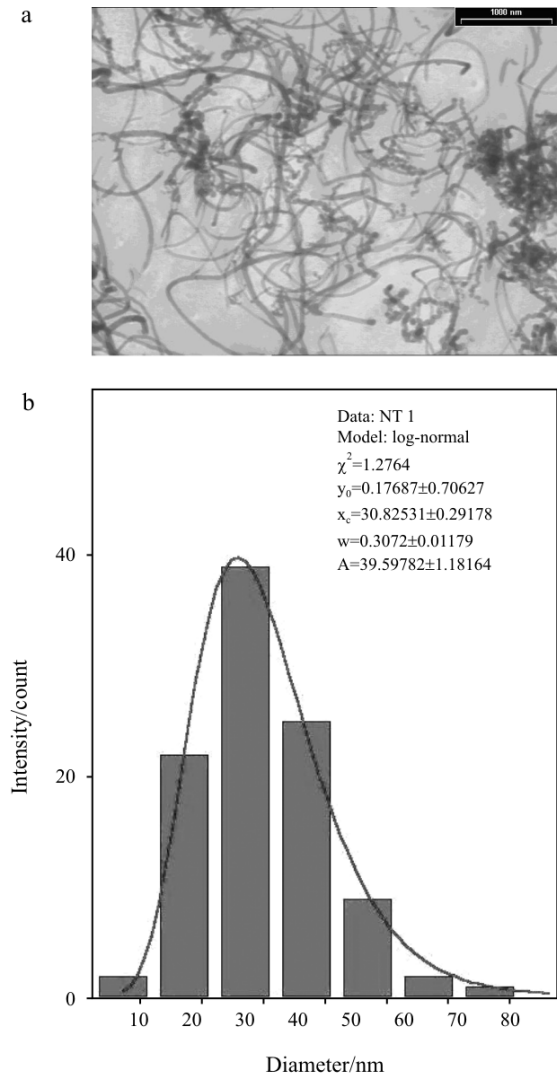 a
1000 nm
b
Data: NT 1
Model: log-normal
χ²=1.2764
y₀=0.17687±0.70627
x_c=30.82531±0.29178
w=0.3072±0.01179
A=39.59782±1.18164
40
20
0
Intensity/count
10 20 30 40 50 60 70 80
Diameter/nm